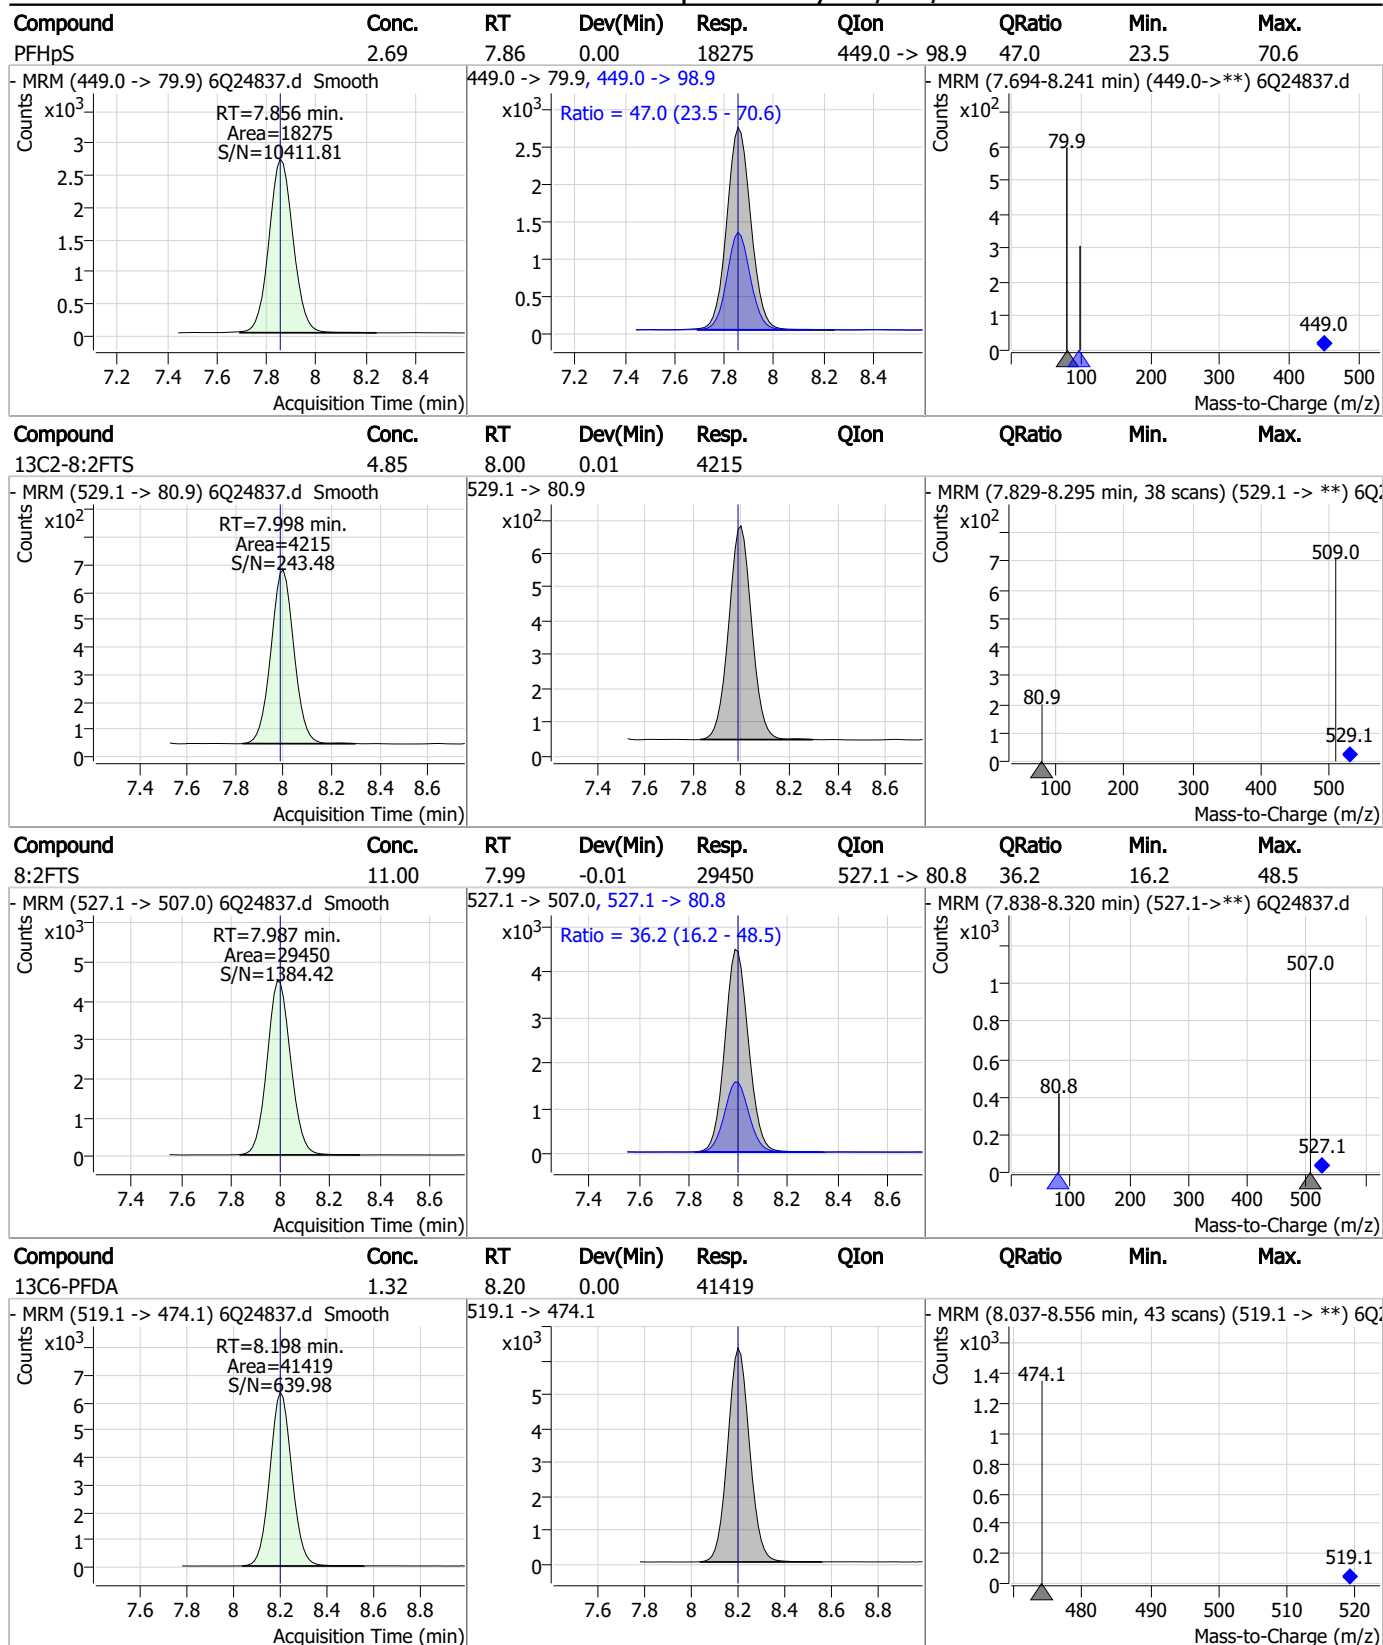 Compound Conc. RT Dev(Min) Resp. QIon QRatio Min. Max.
PFHpS 2.69 7.86 0.00 18275 449.0 -> 98.9 47.0 23.5 70.6
- MRM (449.0 -> 79.9) 6Q24837.d Smooth
Counts
x10³
RT=7.856 min.
Area=18275
S/N=10411.81
3
2.5
2
1.5
1
0.5
0
7.2 7.4 7.6 7.8 8 8.2 8.4
Acquisition Time (min)
449.0 -> 79.9, 449.0 -> 98.9
x10³
Ratio = 47.0 (23.5 - 70.6)
2.5
2
1.5
1
0.5
0
7.2 7.4 7.6 7.8 8 8.2 8.4
- MRM (7.694-8.241 min) (449.0->**) 6Q24837.d
Counts
x10²
79.9
6
5
4
3
2
1
0
449.0
100 200 300 400 500
Mass-to-Charge (m/z)
Compound Conc. RT Dev(Min) Resp. QIon QRatio Min. Max.
13C2-8:2FTS 4.85 8.00 0.01 4215
- MRM (529.1 -> 80.9) 6Q24837.d Smooth
Counts
x10²
RT=7.998 min.
Area=4215
S/N=243.48
7
6
5
4
3
2
1
0
7.4 7.6 7.8 8 8.2 8.4 8.6
Acquisition Time (min)
529.1 -> 80.9
x10²
6
5
4
3
2
1
0
7.4 7.6 7.8 8 8.2 8.4 8.6
- MRM (7.829-8.295 min, 38 scans) (529.1 -> **) 6Q2
Counts
x10²
509.0
7
6
5
4
3
2
1
0
80.9
529.1
100 200 300 400 500
Mass-to-Charge (m/z)
Compound Conc. RT Dev(Min) Resp. QIon QRatio Min. Max.
8:2FTS 11.00 7.99 -0.01 29450 527.1 -> 80.8 36.2 16.2 48.5
- MRM (527.1 -> 507.0) 6Q24837.d Smooth
Counts
x10³
RT=7.987 min.
Area=29450
S/N=1384.42
5
4
3
2
1
0
7.4 7.6 7.8 8 8.2 8.4 8.6
Acquisition Time (min)
527.1 -> 507.0, 527.1 -> 80.8
x10³
Ratio = 36.2 (16.2 - 48.5)
4
3
2
1
0
7.4 7.6 7.8 8 8.2 8.4 8.6
- MRM (7.838-8.320 min) (527.1->**) 6Q24837.d
Counts
x10³
507.0
1
0.8
0.6
0.4
0.2
0
80.8
527.1
100 200 300 400 500
Mass-to-Charge (m/z)
Compound Conc. RT Dev(Min) Resp. QIon QRatio Min. Max.
13C6-PFDA 1.32 8.20 0.00 41419
- MRM (519.1 -> 474.1) 6Q24837.d Smooth
Counts
x10³
RT=8.198 min.
Area=41419
S/N=639.98
7
6
5
4
3
2
1
0
7.6 7.8 8 8.2 8.4 8.6 8.8
Acquisition Time (min)
519.1 -> 474.1
x10³
5
4
3
2
1
0
7.6 7.8 8 8.2 8.4 8.6 8.8
- MRM (8.037-8.556 min, 43 scans) (519.1 -> **) 6Q2
Counts
x10³
474.1
1.4
1.2
1
0.8
0.6
0.4
0.2
0
519.1
480 490 500 510 520
Mass-to-Charge (m/z)